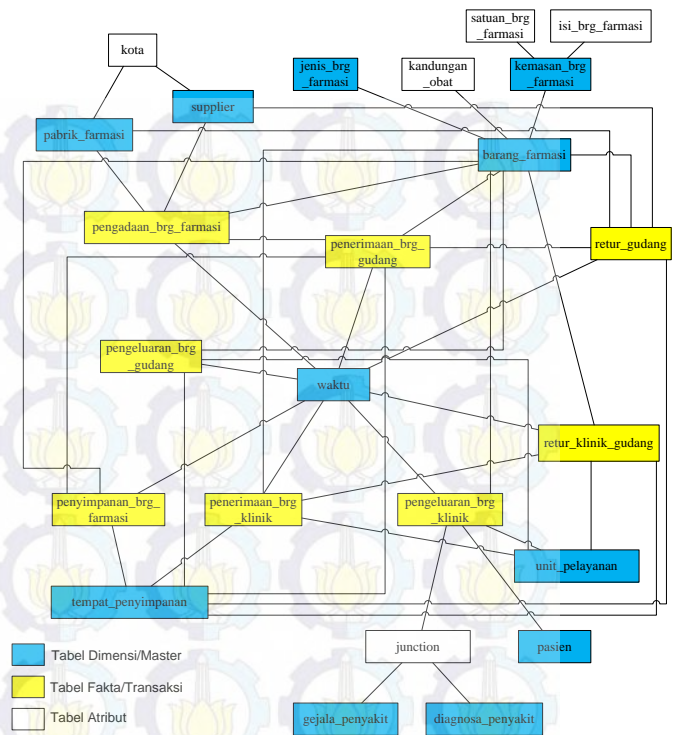 satuan_brg
_farmasi
isi_brg_farmasi
kota
jenis_brg
_farmasi
kandungan
_obat
kemasan_brg
_farmasi
supplier
pabrik_farmasi
barang_farmasi
pengadaan_brg_farmasi
penerimaan_brg_
gudang
retur_gudang
pengeluaran_brg
_gudang
waktu
retur_klinik_gudang
penyimpanan_brg_
farmasi
penerimaan_brg
_klinik
pengeluaran_brg
_klinik
unit_pelayanan
tempat_penyimpanan
junction
pasien
Tabel Dimensi/Master
Tabel Fakta/Transaksi
Tabel Atribut
gejala_penyakit
diagnosa_penyakit